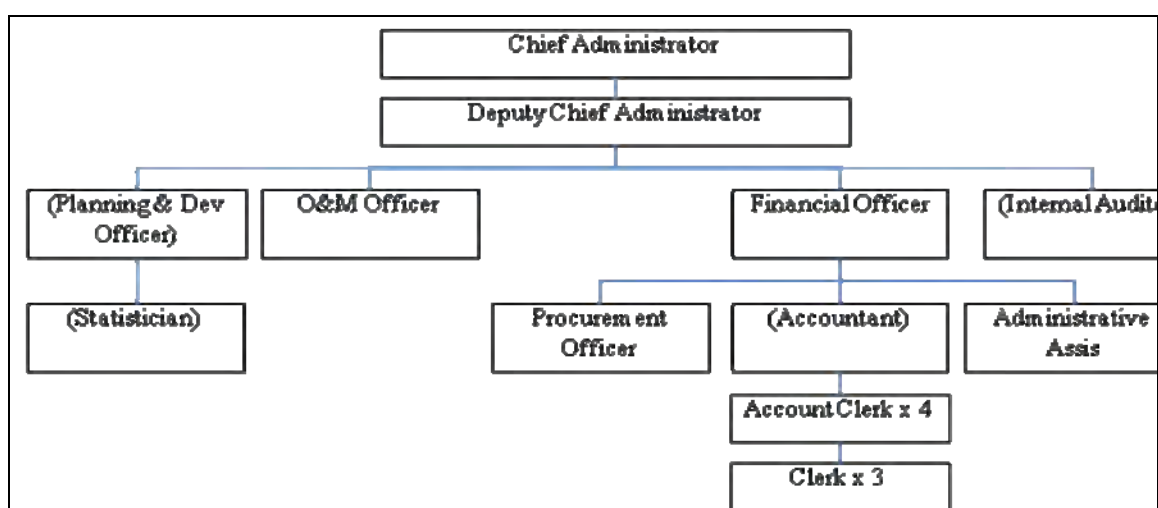 Chief Administrator
Deputy Chief Administrator
(Planning & Dev
Officer)
O&M Officer
Financial Officer
(Internal Audito
(Statistician)
Procurement
Officer
(Accountant)
Administrative
Assis
Account Clerk x 4
Clerk x 3